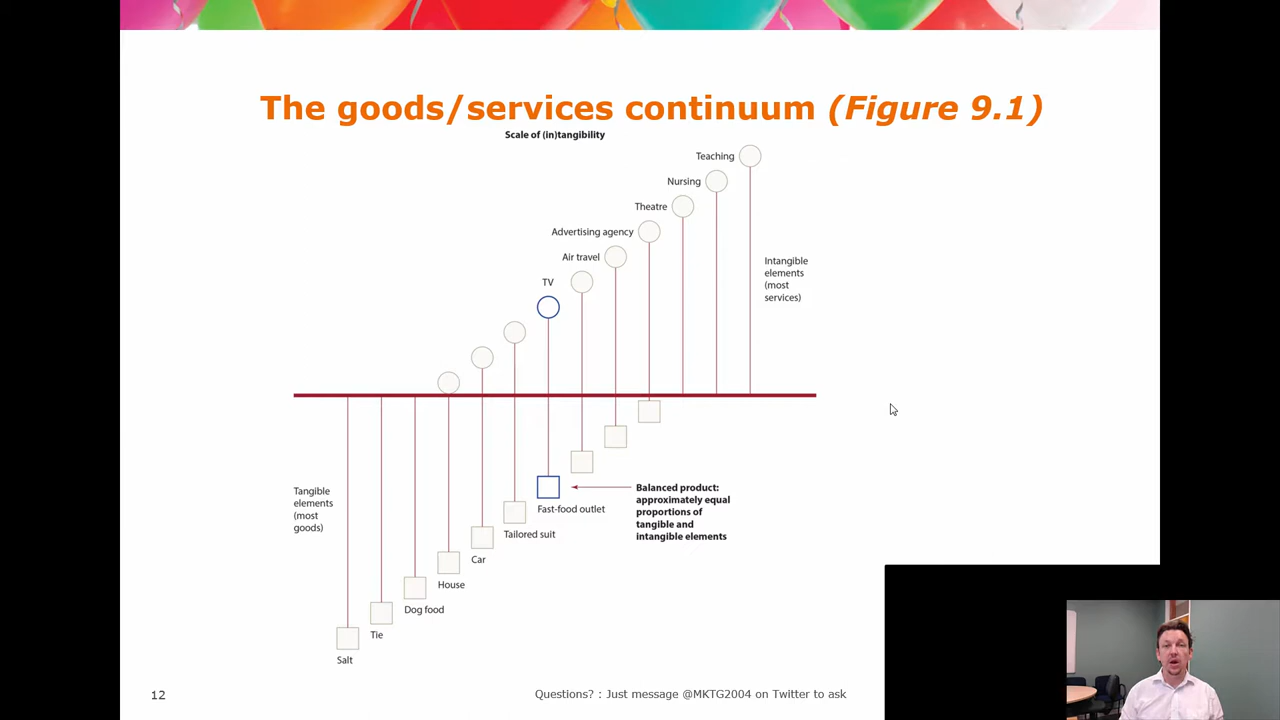 The goods/services continuum (Figure 9.1)
Scale of (in)tangibility
Teaching
Nursing
Theatre
Advertising agency
Air travel
TV
Intangible
elements
(most
services)
Tangible
elements
(most
goods)
Balanced product:
approximately equal
proportions of
tangible and
intangible elements
Fast-food outlet
Tailored suit
Car
House
Dog food
Tie
Salt
12
Questions? : Just message @MKTG2004 on Twitter to ask